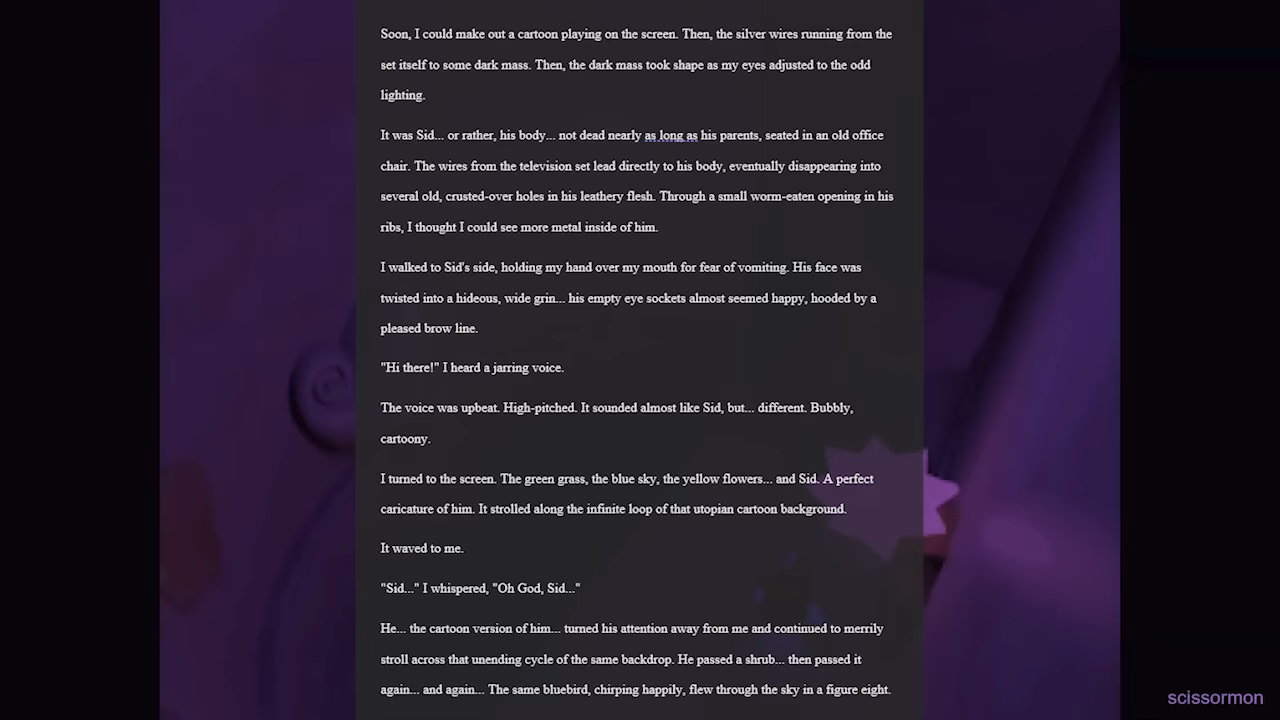 Soon, I could make out a cartoon playing on the screen. Then, the silver wires running from the
set itself to some dark mass. Then, the dark mass took shape as my eyes adjusted to the odd
lighting.
It was Sid... or rather, his body... not dead nearly as long as his parents, seated in an old office
chair. The wires from the television set lead directly to his body, eventually disappearing into
several old, crusted-over holes in his leathery flesh. Through a small worm-eaten opening in his
ribs, I thought I could see more metal inside of him.
I walked to Sid's side, holding my hand over my mouth for fear of vomiting. His face was
twisted into a hideous, wide grin... his empty eye sockets almost seemed happy, hooded by a
pleased brow line.
"Hi there!" I heard a jarring voice.
The voice was upbeat. High-pitched. It sounded almost like Sid, but... different. Bubbly,
cartoony.
I turned to the screen. The green grass, the blue sky, the yellow flowers... and Sid. A perfect
caricature of him. It strolled along the infinite loop of that utopian cartoon background.
It waved to me.
"Sid..." I whispered, "Oh God, Sid..."
He... the cartoon version of him... turned his attention away from me and continued to merrily
stroll across that unending cycle of the same backdrop. He passed a shrub... then passed it
again... and again... The same bluebird, chirping happily, flew through the sky in a figure eight.
scissormon